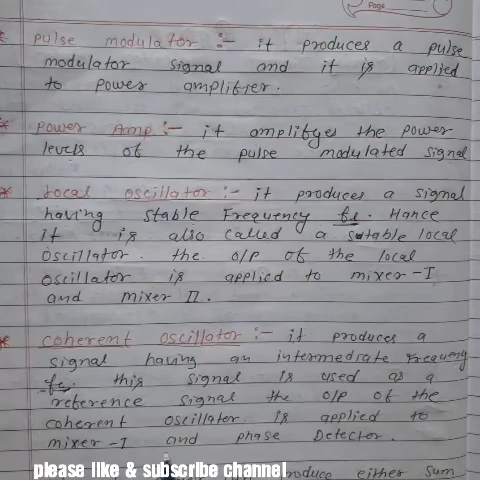 Page
* pulse modulator :- it produces a pulse
modulator signal and it is applied
to power amplifier.
* power Amp :- it amplifyes the power
levels of the pulse modulated signal
* Local oscillator :- it produces a signal
having stable Frequency fL. Hance
it is also called a stable local
oscillator. the o/p of the local
oscillator is applied to mixer-I
and mixer II.
* coherent oscillator :- it produces a
signal having an intermediate Frequeny
fc. this signal is used as a
reference signal the o/p of the
coherent oscillator is applied to
mixer-I and phase Detector.
produce either sum
please like & subscribe channel